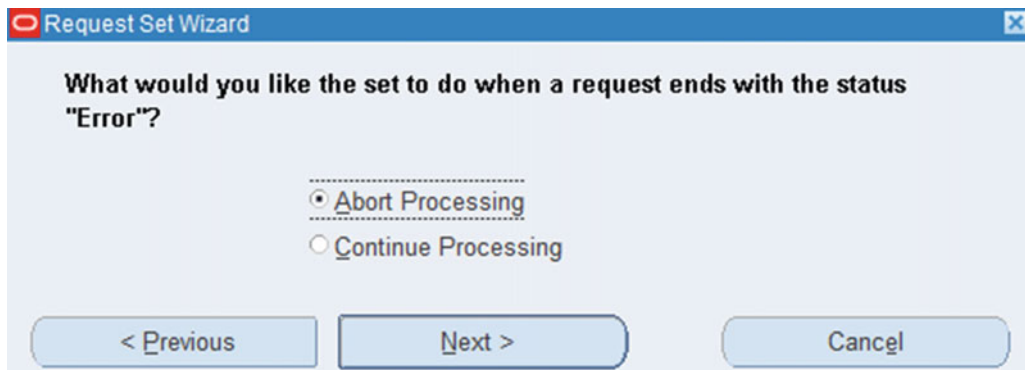 Request Set Wizard
What would you like the set to do when a request ends with the status
"Error"?
Abort Processing
Continue Processing
< Previous
Next >
Cancel